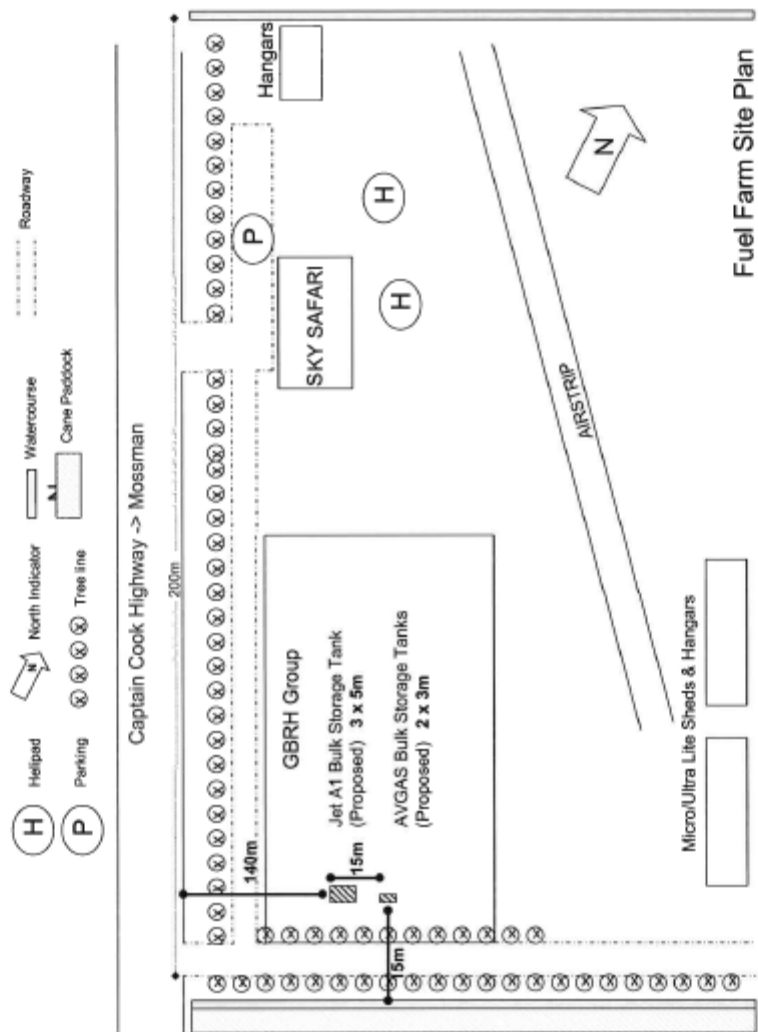 H
Helipad
N
North Indicator
Watercourse
Roadway
P
Parking
Tree line
N
Cane Paddock
Captain Cook Highway -> Mossman
200m
140m
GBRH Group
Jet A1 Bulk Storage Tank
(Proposed) 3 x 5m
15m
AVGAS Bulk Storage Tanks
(Proposed) 2 x 3m
15m
SKY SAFARI
P
Hangars
H
H
AIRSTRIP
N
Micro/Ultra Lite Sheds & Hangars
Fuel Farm Site Plan